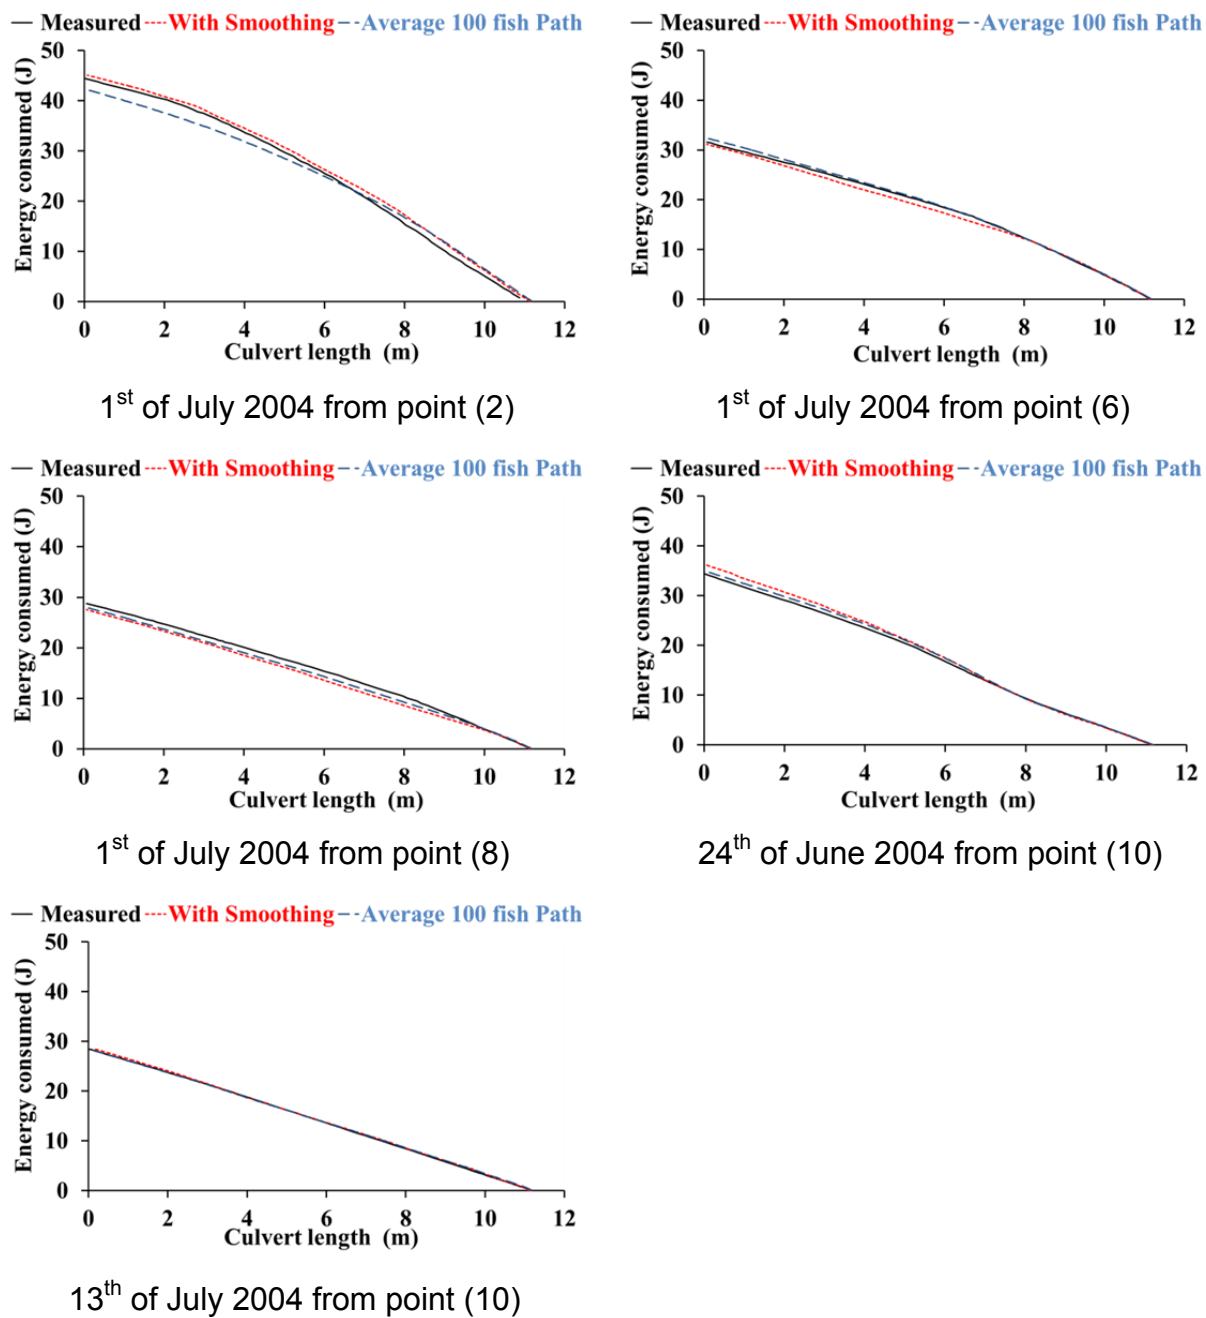 Measured With Smoothing Average 100 fish Path
50
40
30
20
10
0
Energy consumed (J)
0 2 4 6 8 10 12
Culvert length (m)
1st of July 2004 from point (2)
Measured With Smoothing Average 100 fish Path
50
40
30
20
10
0
Energy consumed (J)
0 2 4 6 8 10 12
Culvert length (m)
1st of July 2004 from point (6)
Measured With Smoothing Average 100 fish Path
50
40
30
20
10
0
Energy consumed (J)
0 2 4 6 8 10 12
Culvert length (m)
1st of July 2004 from point (8)
Measured With Smoothing Average 100 fish Path
50
40
30
20
10
0
Energy consumed (J)
0 2 4 6 8 10 12
Culvert length (m)
24th of June 2004 from point (10)
Measured With Smoothing Average 100 fish Path
50
40
30
20
10
0
Energy consumed (J)
0 2 4 6 8 10 12
Culvert length (m)
13th of July 2004 from point (10)